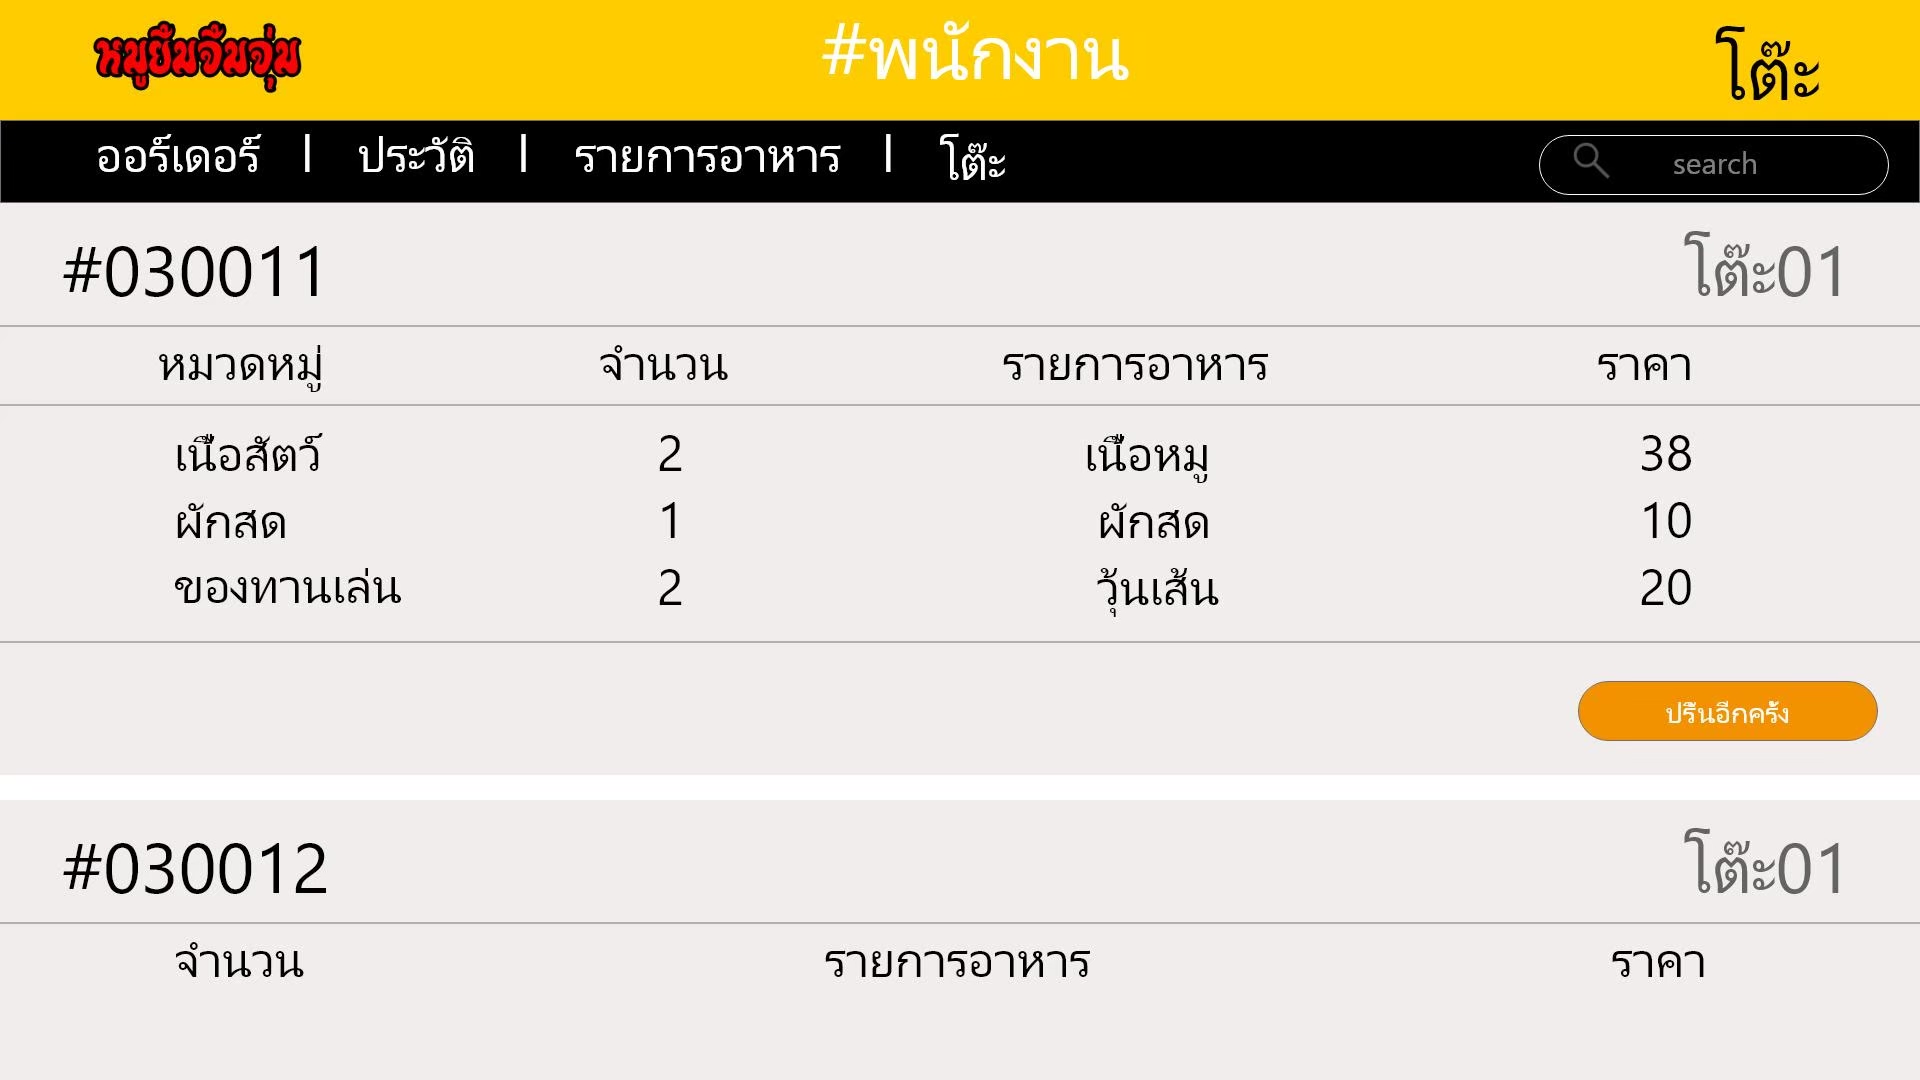 หมูยืมจืมจุ่ม
#พนักงาน
โต๊ะ
ออร์เดอร์ | ประวัติ | รายการอาหาร | โต๊ะ
search
#030011 โต๊ะ01
หมวดหมู่ จำนวน รายการอาหาร ราคา
เนื้อสัตว์ 2 เนื้อหมู 38
ผักสด 1 ผักสด 10
ของทานเล่น 2 วุ้นเส้น 20
ปริ้นอีกครั้ง
#030012 โต๊ะ01
จำนวน รายการอาหาร ราคา